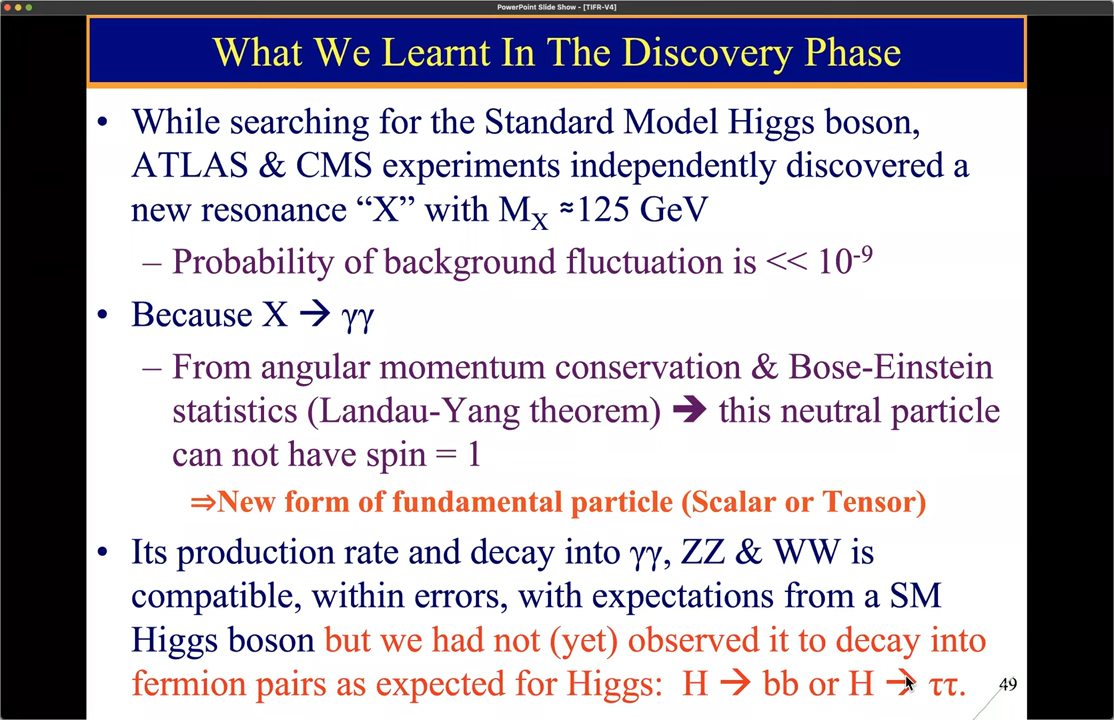 PowerPoint Slide Show - [TIFR-V4]
What We Learnt In The Discovery Phase
• While searching for the Standard Model Higgs boson,
ATLAS & CMS experiments independently discovered a
new resonance “X” with MX ≈125 GeV
– Probability of background fluctuation is << 10-9
• Because X ➔ γγ
– From angular momentum conservation & Bose-Einstein
statistics (Landau-Yang theorem) ➔ this neutral particle
can not have spin = 1
⇒New form of fundamental particle (Scalar or Tensor)
• Its production rate and decay into γγ, ZZ & WW is
compatible, within errors, with expectations from a SM
Higgs boson but we had not (yet) observed it to decay into
fermion pairs as expected for Higgs: H ➔ bb or H ➔ ττ.
49